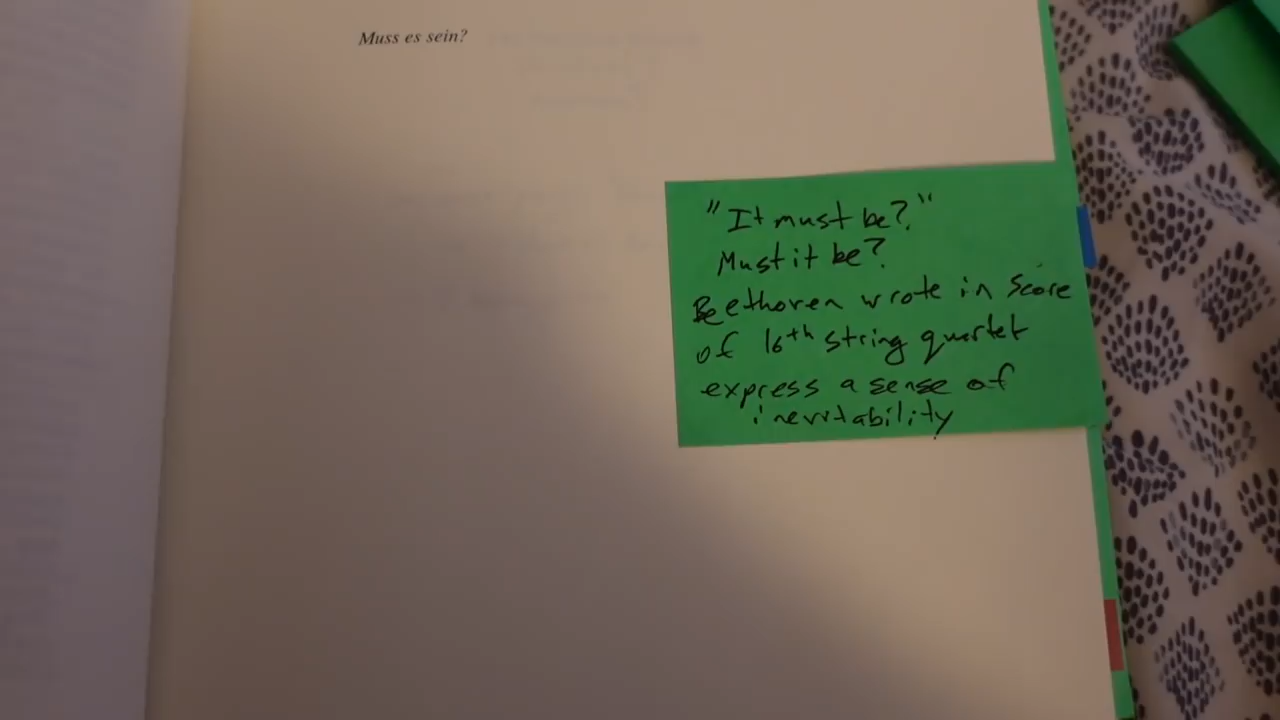 Muss es sein?
"It must be?"
Must it be?
Beethoven wrote in score
of 16th string quartet
express a sense of
inevitability